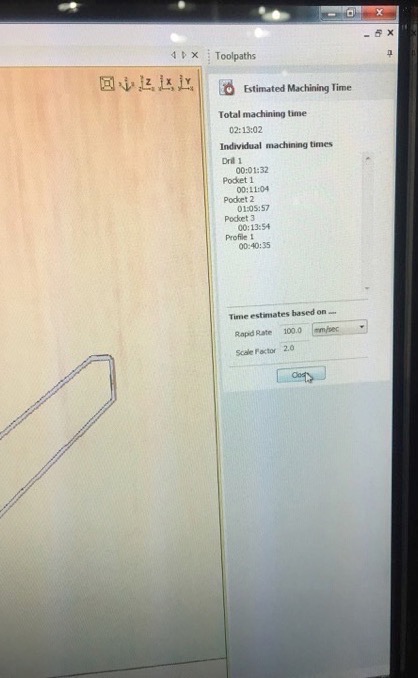 Toolpaths
Z X Y
Estimated Machining Time
Total machining time
02:13:02
Individual machining times
Drill 1
00:01:32
Pocket 1
00:11:04
Pocket 2
01:05:57
Pocket 3
00:13:54
Profile 1
00:40:35
Time estimates based on ...
Rapid Rate 100.0 mm/sec
Scale Factor 2.0
Close